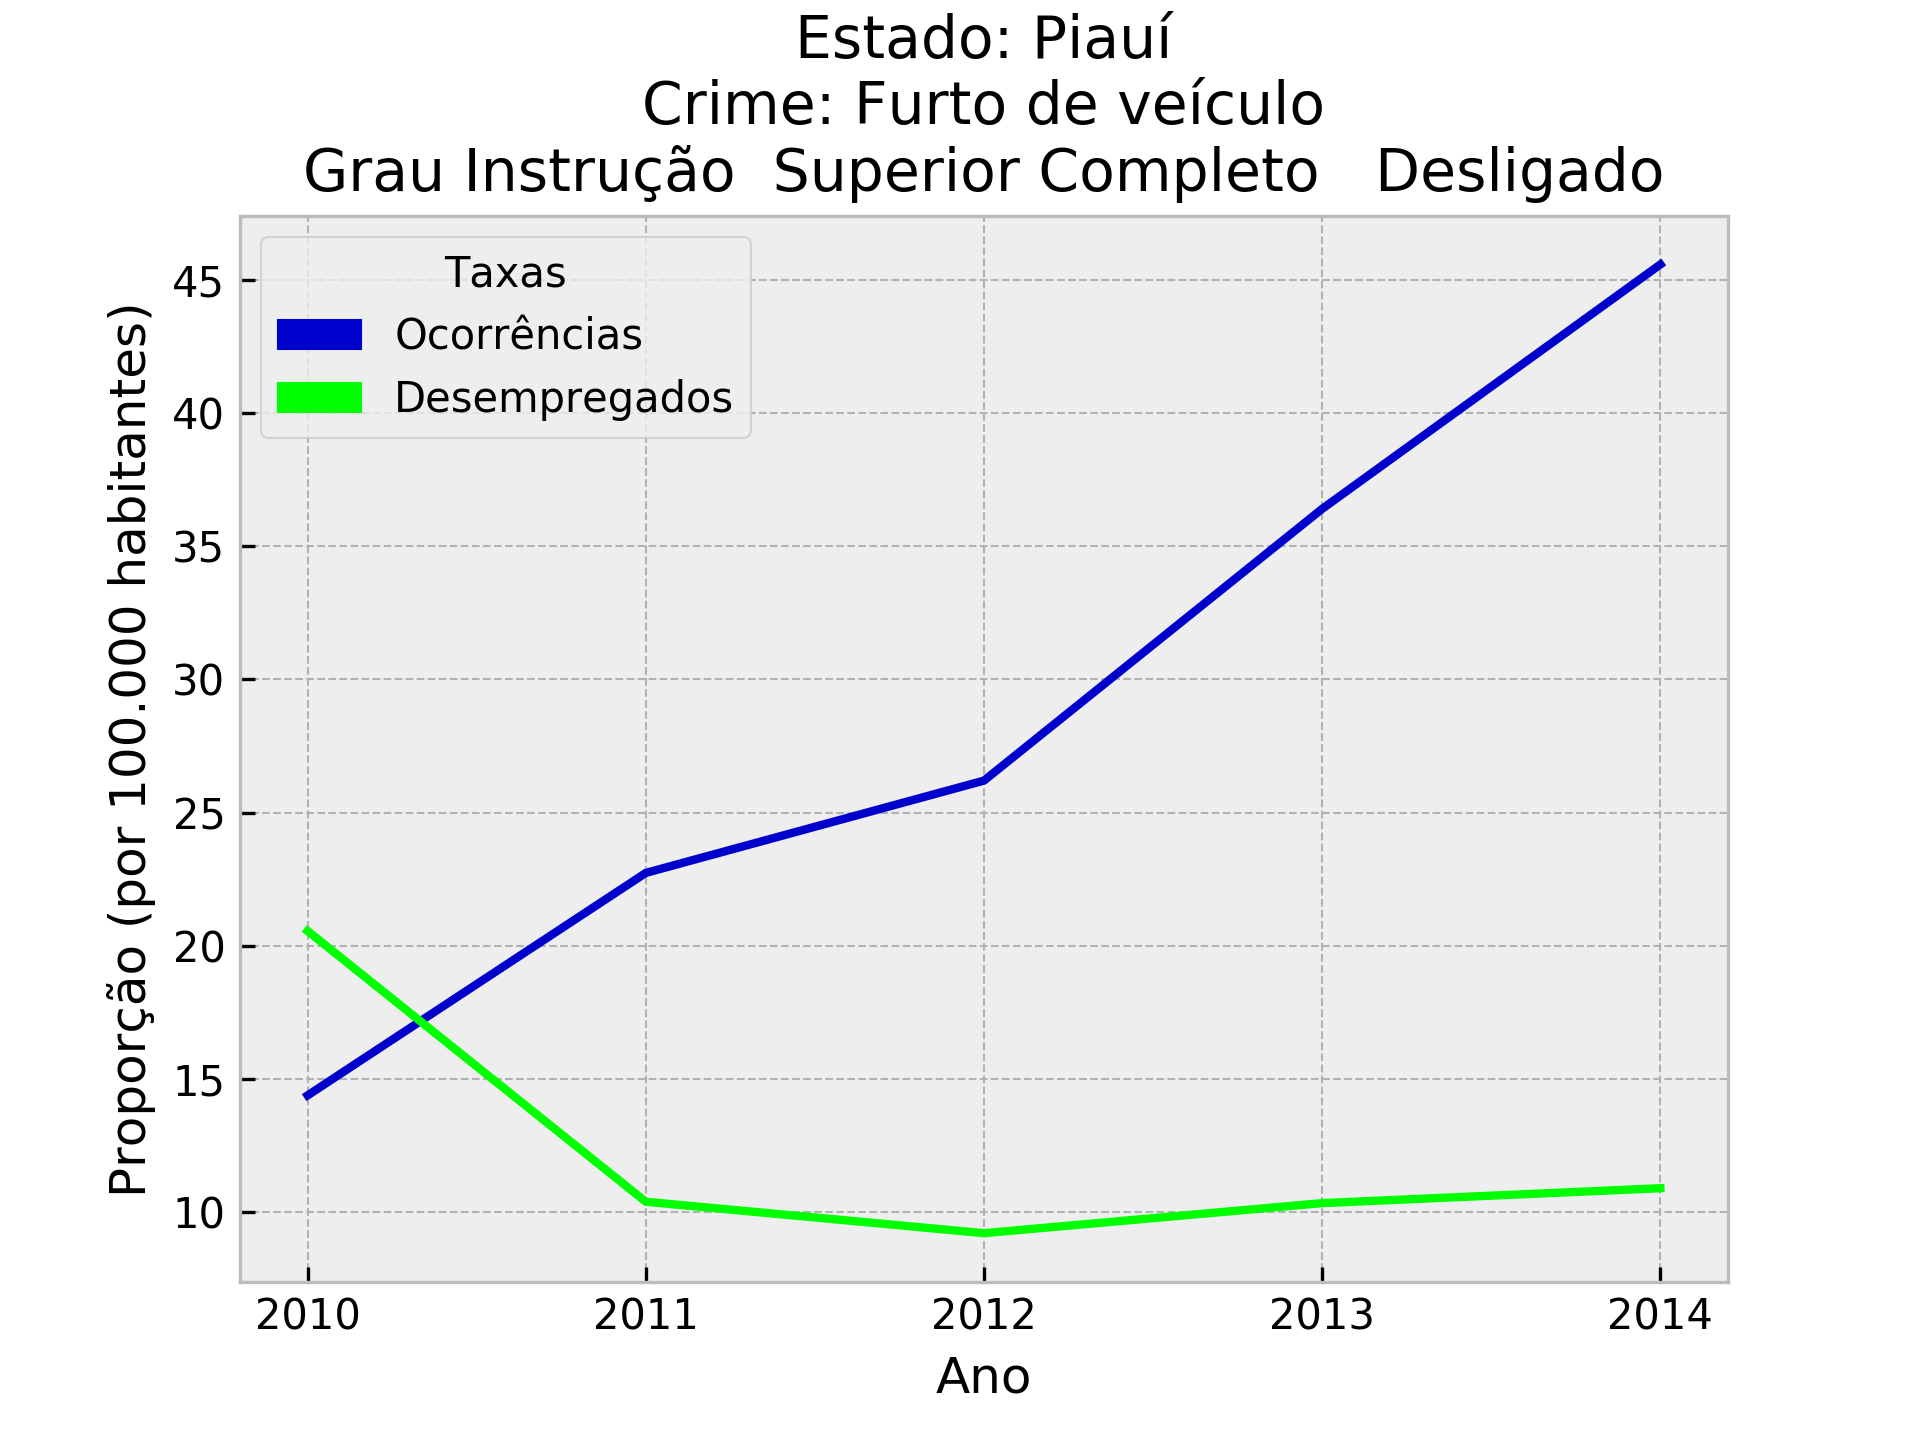 Estado: Piauí
Crime: Furto de veículo
Grau Instrução  Superior Completo   Desligado
Taxas
Ocorrências
Desempregados
Proporção (por 100.000 habitantes)
45
40
35
30
25
20
15
10
2010 2011 2012 2013 2014
Ano